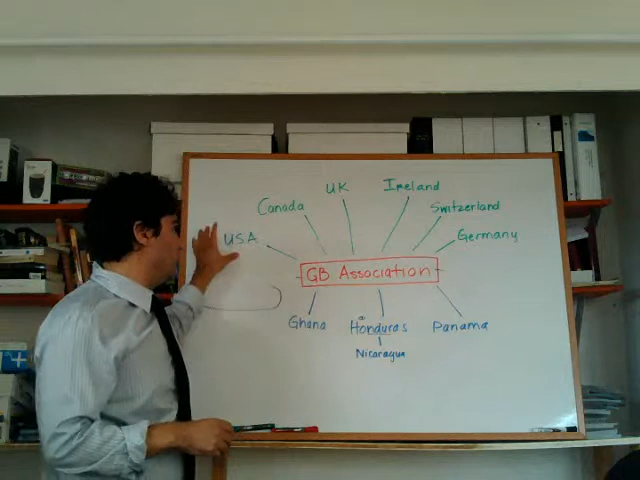 UK
Ireland
Canada
Switzerland
USA
Germany
GB Association
Ghana
Honduras
Panama
Nicaragua